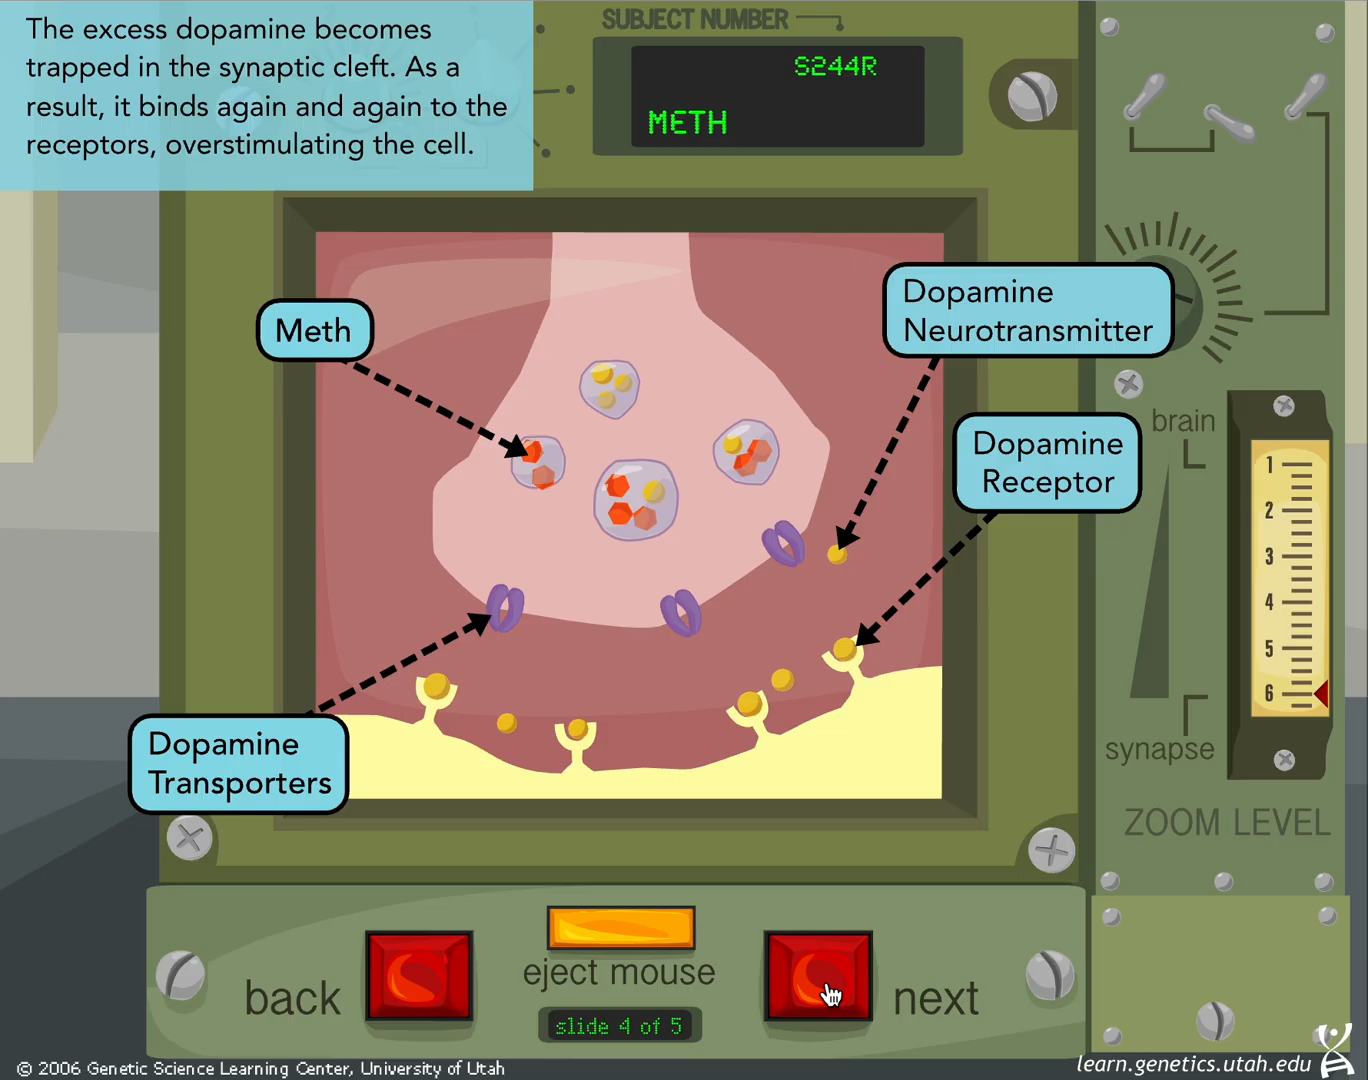 The excess dopamine becomes
trapped in the synaptic cleft. As a
result, it binds again and again to the
receptors, overstimulating the cell.
SUBJECT NUMBER
S244R
METH
Meth
Dopamine
Neurotransmitter
Dopamine
Receptor
Dopamine
Transporters
brain
1
2
3
4
5
6
synapse
ZOOM LEVEL
back
eject mouse
next
slide 4 of 5
© 2006 Genetic Science Learning Center, University of Utah
learn.genetics.utah.edu